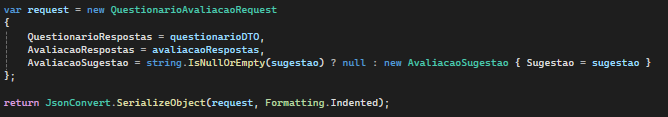 var request = new QuestionarioAvaliacaoRequest
{
    QuestionarioRespostas = questionarioDTO,
    AvaliacaoRespostas = avaliacaoRespostas,
    AvaliacaoSugestao = string.IsNullOrEmpty(sugestao) ? null : new AvaliacaoSugestao { Sugestao = sugestao }
};

return JsonConvert.SerializeObject(request, Formatting.Indented);